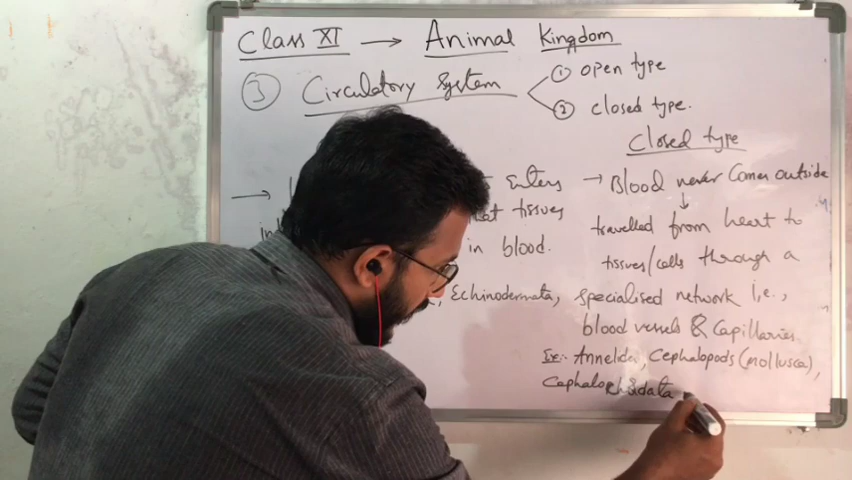 Class XI → Animal Kingdom
③ Circulatory System
① open type
② closed type.
Closed type
→ Enters
tissues
in blood.
, Echinodermata,
→ Blood never Comes outside
↓
travelled from heart to
tissues/cells through a
specialised network i.e.,
blood vessels & Capillaries
Ex:- Annelida, Cephalopods (mollusca),